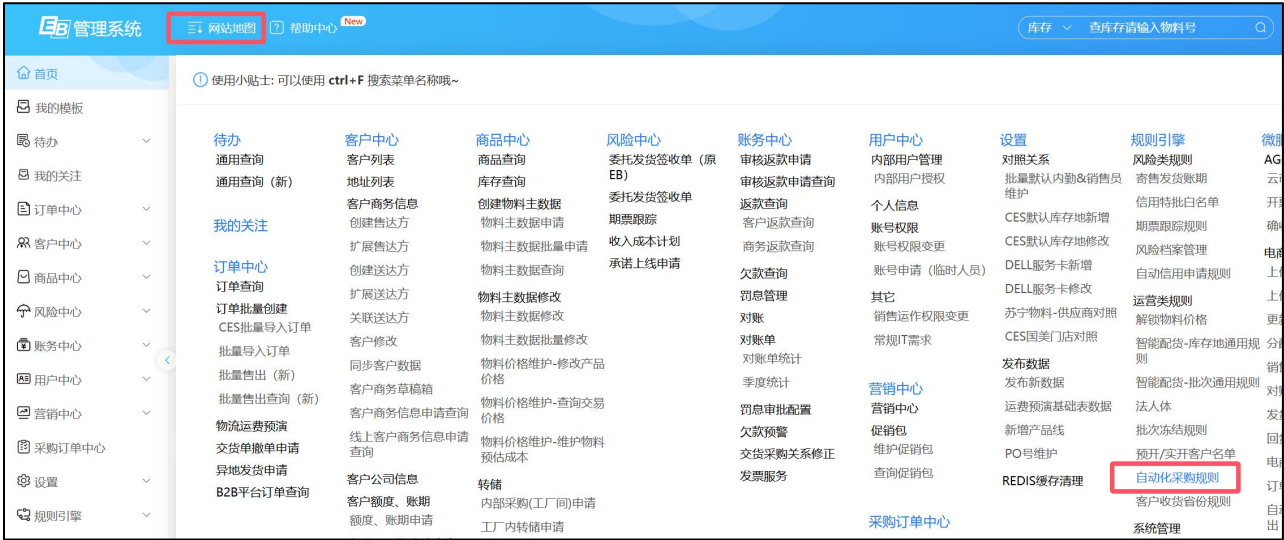 EB管理系统
网站地图
帮助中心
New
库存
查库存请输入物料号
首页
我的模板
待办
我的关注
订单中心
客户中心
商品中心
风险中心
账务中心
用户中心
营销中心
采购订单中心
设置
规则引擎
使用小贴士: 可以使用 ctrl+F 搜索菜单名称哦~
待办
通用查询
通用查询（新）
我的关注
订单中心
订单查询
订单批量创建
CES批量导入订单
批量导入订单
批量售出（新）
批量售出查询（新）
物流运费预演
交货单撤单申请
异地发货申请
B2B平台订单查询
客户中心
客户列表
地址列表
客户商务信息
创建售达方
扩展售达方
创建送达方
扩展送达方
关联送达方
客户修改
同步客户数据
客户商务草稿箱
客户商务信息申请查询
线上客户商务信息申请
查询
客户公司信息
客户额度、账期
额度、账期申请
商品中心
商品查询
库存查询
创建物料主数据
物料主数据申请
物料主数据批量申请
物料主数据查询
物料主数据修改
物料主数据修改
物料主数据批量修改
物料价格维护-修改产品
价格
物料价格维护-查询交易
价格
物料价格维护-维护物料
预估成本
转储
内部采购(工厂间)申请
工厂内转储申请
风险中心
委托发货签收单（原
EB）
委托发货签收单
期票跟踪
收入成本计划
承诺上线申请
账务中心
审核返款申请
审核返款申请查询
返款查询
客户返款查询
商务返款查询
欠款查询
罚息管理
对账
对账单
对账单统计
季度统计
罚息审批配置
欠款预警
交货采购关系修正
发票服务
用户中心
内部用户管理
内部用户授权
个人信息
账号权限
账号权限变更
账号申请（临时人员）
其它
销售运作权限变更
常规IT需求
营销中心
营销中心
促销包
维护促销包
查询促销包
采购订单中心
设置
对照关系
批量默认内勤&销售员
维护
CES默认库存地新增
CES默认库存地修改
DELL服务卡新增
DELL服务卡修改
苏宁物料-供应商对照
CES国美门店对照
发布数据
发布新数据
运费预演基础表数据
新增产品线
PO号维护
REDIS缓存清理
规则引擎
风险类规则
寄售发货账期
信用特批白名单
期票跟踪规则
风险档案管理
自动信用申请规则
运营类规则
解锁物料价格
智能配货-库存地通用规
则
智能配货-批次通用规则
法人体
批次冻结规则
预开/实开客户名单
自动化采购规则
客户收货省份规则
系统管理